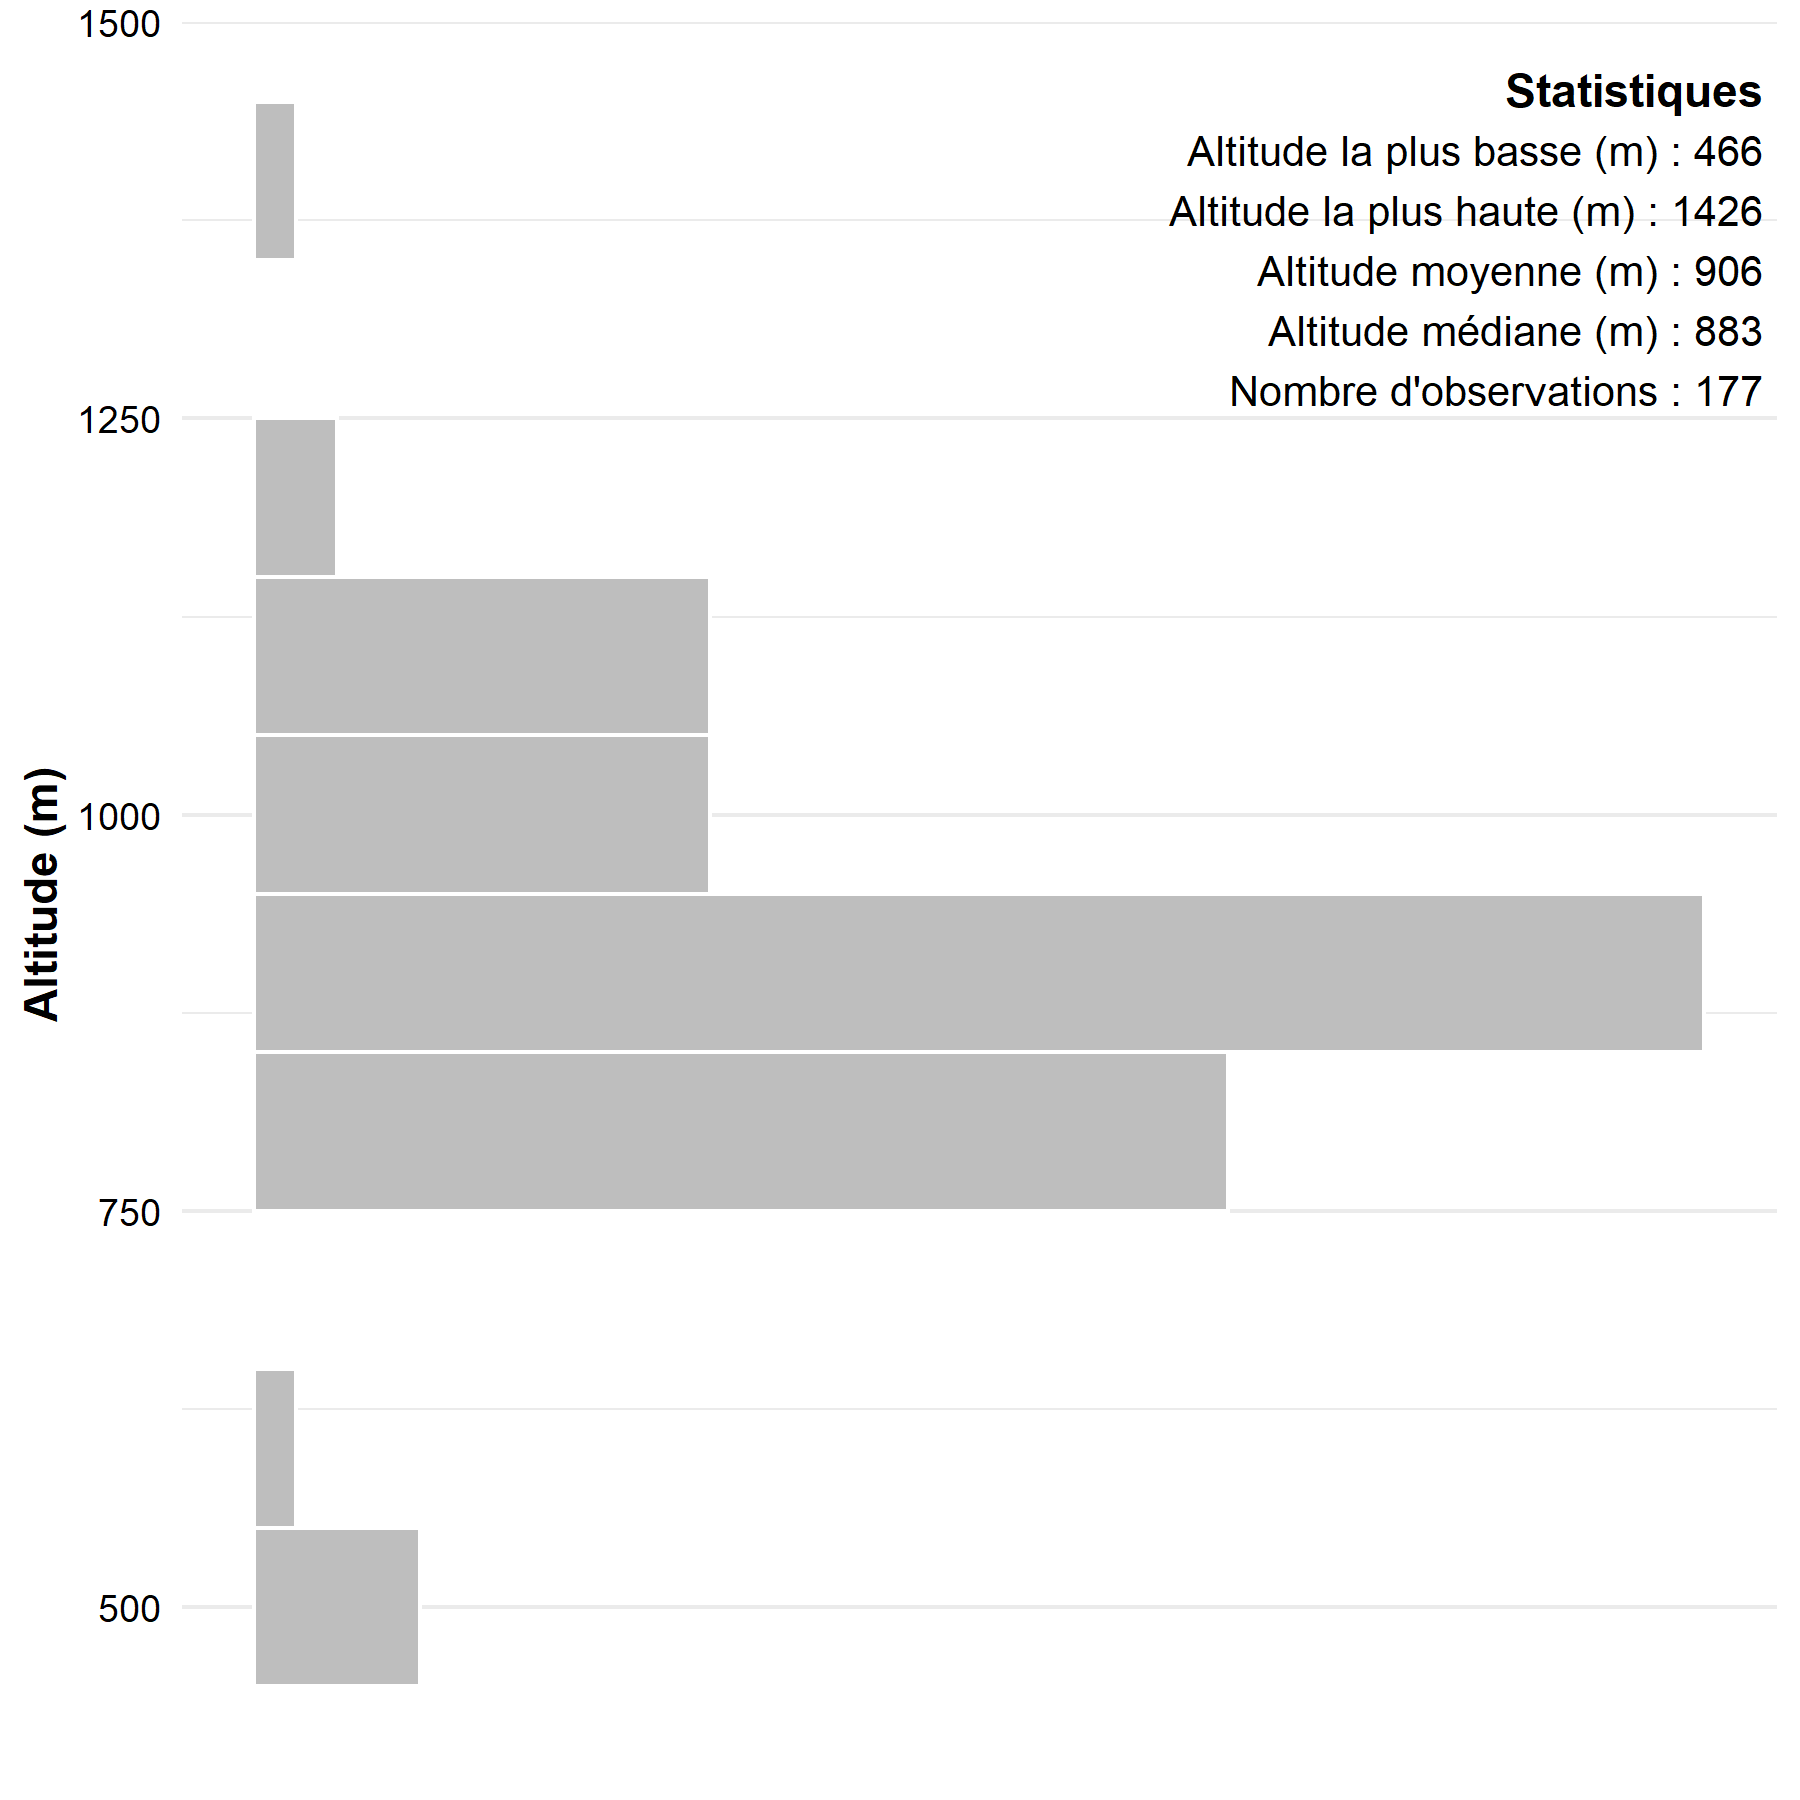 1500
Statistiques
Altitude la plus basse (m) : 466
Altitude la plus haute (m) : 1426
Altitude moyenne (m) : 906
Altitude médiane (m) : 883
Nombre d'observations : 177
1250
1000
Altitude (m)
750
500